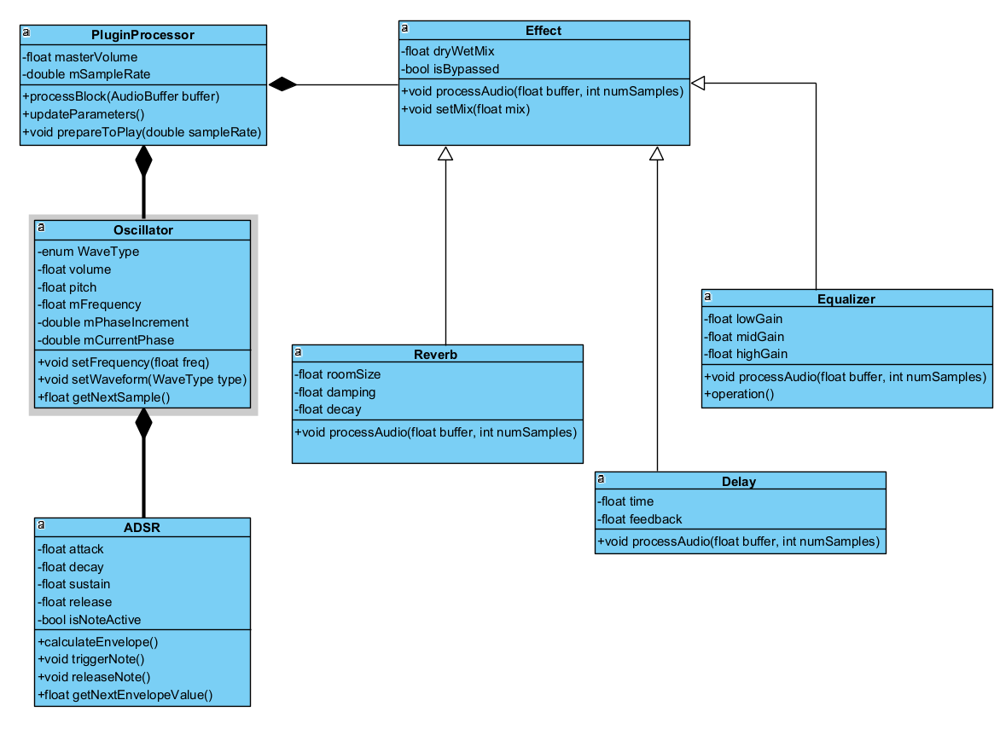 a
PluginProcessor
-float masterVolume
-double mSampleRate
+processBlock(AudioBuffer buffer)
+updateParameters()
+void prepareToPlay(double sampleRate)
a
Effect
-float dryWetMix
-bool isBypassed
+void processAudio(float buffer, int numSamples)
+void setMix(float mix)
a
Oscillator
-enum WaveType
-float volume
-float pitch
-float mFrequency
-double mPhaseIncrement
-double mCurrentPhase
+void setFrequency(float freq)
+void setWaveform(WaveType type)
+float getNextSample()
a
Equalizer
-float lowGain
-float midGain
-float highGain
+void processAudio(float buffer, int numSamples)
+operation()
a
Reverb
-float roomSize
-float damping
-float decay
+void processAudio(float buffer, int numSamples)
a
Delay
-float time
-float feedback
+void processAudio(float buffer, int numSamples)
a
ADSR
-float attack
-float decay
-float sustain
-float release
-bool isNoteActive
+calculateEnvelope()
+void triggerNote()
+void releaseNote()
+float getNextEnvelopeValue()